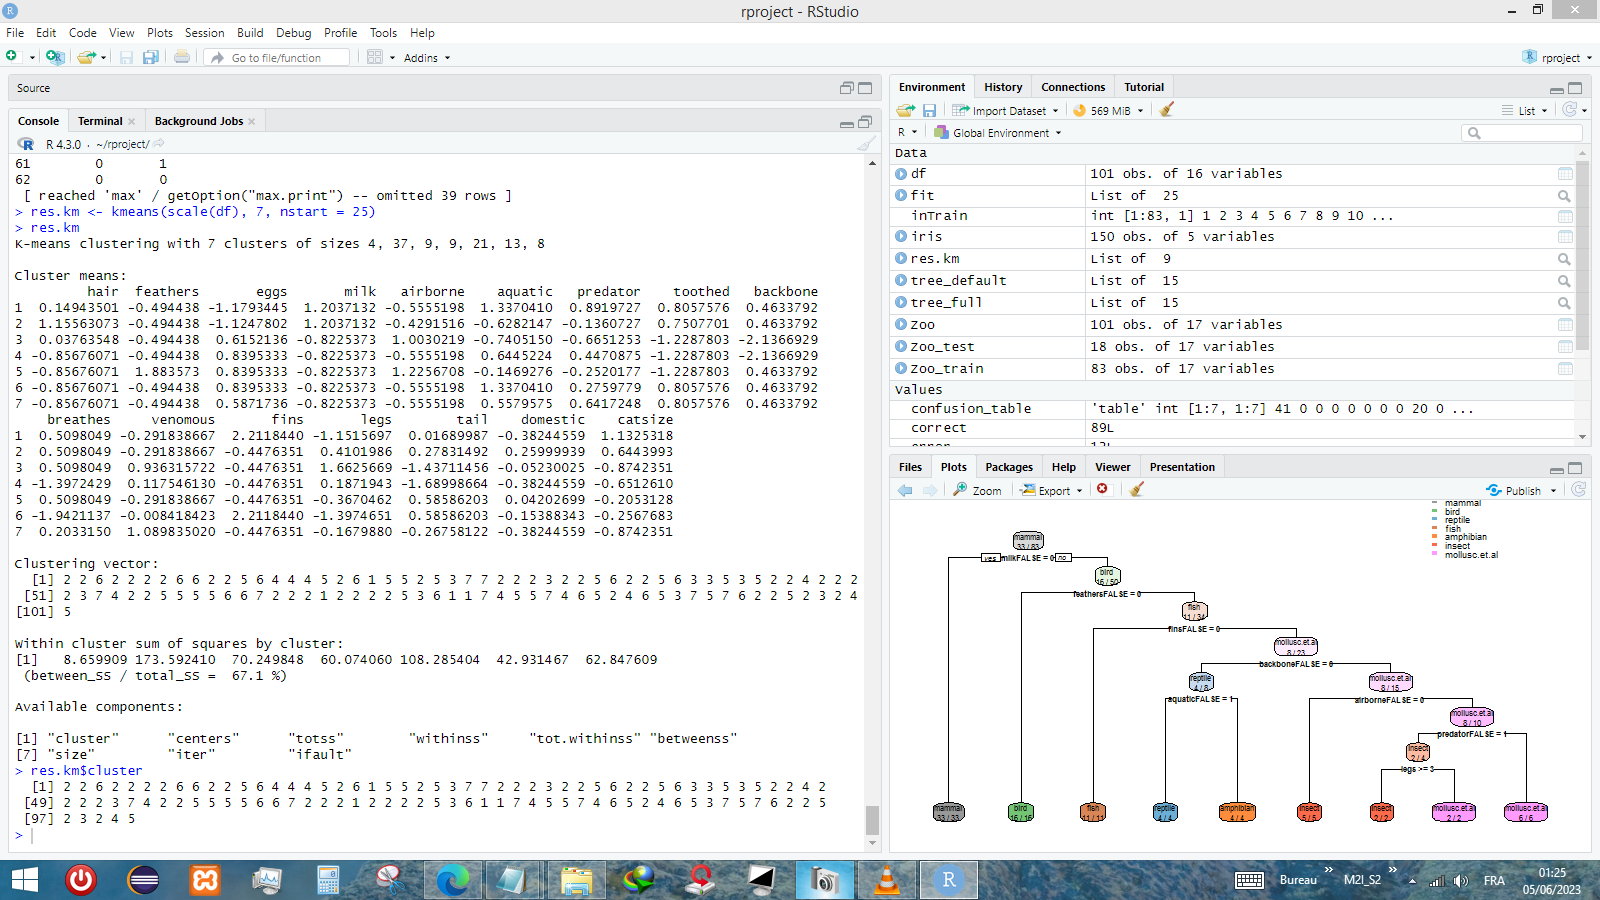 rproject - RStudio
File Edit Code View Plots Session Build Debug Profile Tools Help
Go to file/function Addins rproject
Source
Console Terminal Background Jobs
R 4.3.0 · ~/rproject/
61 0 1
62 0 0
[ reached 'max' / getOption("max.print") -- omitted 39 rows ]
> res.km <- kmeans(scale(df), 7, nstart = 25)
> res.km
K-means clustering with 7 clusters of sizes 4, 37, 9, 9, 21, 13, 8
Cluster means:
hair feathers eggs milk airborne aquatic predator toothed backbone
1 0.14943501 -0.494438 -1.1793445 1.2037132 -0.5555198 1.3370410 0.8919727 0.8057576 0.4633792
2 1.15563073 -0.494438 -1.1247802 1.2037132 -0.4291516 -0.6282147 -0.1360727 0.7507701 0.4633792
3 0.03763548 -0.494438 0.6152136 -0.8225373 1.0030219 -0.7405150 -0.6651253 -1.2287803 -2.1366929
4 -0.85676071 -0.494438 0.8395333 -0.8225373 -0.5555198 0.6445224 0.4470875 -1.2287803 -2.1366929
5 -0.85676071 1.883573 0.8395333 -0.8225373 1.2256708 -0.1469276 -0.2520177 -1.2287803 0.4633792
6 -0.85676071 -0.494438 0.8395333 -0.8225373 -0.5555198 1.3370410 0.2759779 0.8057576 0.4633792
7 -0.85676071 -0.494438 0.5871736 -0.8225373 -0.5555198 0.5579575 0.6417248 0.8057576 0.4633792
breathes venomous fins legs tail domestic catsize
1 0.5098049 -0.291838667 2.2118440 -1.1515697 0.01689987 -0.38244559 1.1325318
2 0.5098049 -0.291838667 -0.4476351 0.4101986 0.27831492 0.25999939 0.6443993
3 0.5098049 0.936315722 -0.4476351 1.6625669 -1.43711456 -0.05230025 -0.8742351
4 -1.3972429 0.117546130 -0.4476351 0.1871943 -1.68998664 -0.38244559 -0.6512610
5 0.5098049 -0.291838667 -0.4476351 -0.3670462 0.58586203 0.04202699 -0.2053128
6 -1.9421137 -0.008418423 2.2118440 -1.3974651 0.58586203 -0.15388343 -0.2567683
7 0.2033150 1.089835020 -0.4476351 -0.1679880 -0.26758122 -0.38244559 -0.8742351
Clustering vector:
[1] 2 2 6 2 2 2 2 6 6 2 2 5 6 4 4 4 5 2 6 1 5 5 2 5 3 7 7 2 2 2 3 2 2 5 6 2 2 5 6 3 3 5 3 5 2 2 4 2 2 2
[51] 2 3 7 4 2 2 5 5 5 5 6 6 7 2 2 2 1 2 2 2 2 5 3 6 1 1 7 4 5 5 7 4 6 5 2 4 6 5 3 7 5 7 6 2 2 5 2 3 2 4
[101] 5
Within cluster sum of squares by cluster:
[1] 8.659909 173.592410 70.249848 60.074060 108.285404 42.931467 62.847609
(between_SS / total_SS = 67.1 %)
Available components:
[1] "cluster" "centers" "totss" "withinss" "tot.withinss" "betweenss"
[7] "size" "iter" "ifault"
> res.km$cluster
[1] 2 2 6 2 2 2 2 6 6 2 2 5 6 4 4 4 5 2 6 1 5 5 2 5 3 7 7 2 2 2 3 2 2 5 6 2 2 5 6 3 3 5 3 5 2 2 4 2
[49] 2 2 2 3 7 4 2 2 5 5 5 5 6 6 7 2 2 2 1 2 2 2 2 5 3 6 1 1 7 4 5 5 7 4 6 5 2 4 6 5 3 7 5 7 6 2 2 5
[97] 2 3 2 4 5
>
Environment History Connections Tutorial
Import Dataset 569 MiB List
R Global Environment
Data
df 101 obs. of 16 variables
fit List of 25
inTrain int [1:83, 1] 1 2 3 4 5 6 7 8 9 10 ...
iris 150 obs. of 5 variables
res.km List of 9
tree_default List of 15
tree_full List of 15
Zoo 101 obs. of 17 variables
Zoo_test 18 obs. of 17 variables
Zoo_train 83 obs. of 17 variables
Values
confusion_table 'table' int [1:7, 1:7] 41 0 0 0 0 0 0 0 20 0 ...
correct 89L
error 12L
Files Plots Packages Help Viewer Presentation
Zoom Export Publish
mammal
bird
reptile
fish
amphibian
insect
mollusc.et.al
mammal
33 / 83
yes milkFALSE = 0 no
bird
16 / 50
feathersFALSE = 0
fish
11 / 34
finsFALSE = 0
mollusc.et.al
8 / 23
backboneFALSE = 0
reptile
4 / 8
mollusc.et.al
8 / 15
aquaticFALSE = 1
airborneFALSE = 0
mollusc.et.al
8 / 10
predatorFALSE = 1
insect
2 / 4
legs >= 3
mammal
33 / 33
bird
16 / 16
fish
11 / 11
reptile
4 / 4
amphibian
4 / 4
insect
5 / 5
insect
2 / 2
mollusc.et.al
2 / 2
mollusc.et.al
6 / 6
Bureau M2I_S2 FRA
01:25
05/06/2023